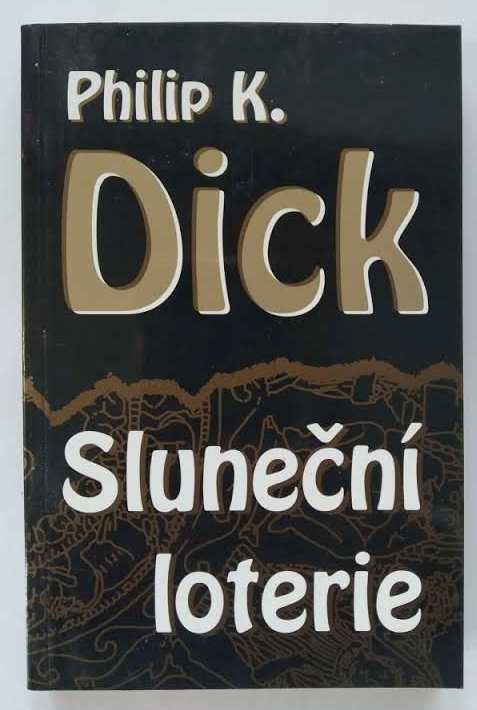 Philip K.
Dick
Sluneční
loterie